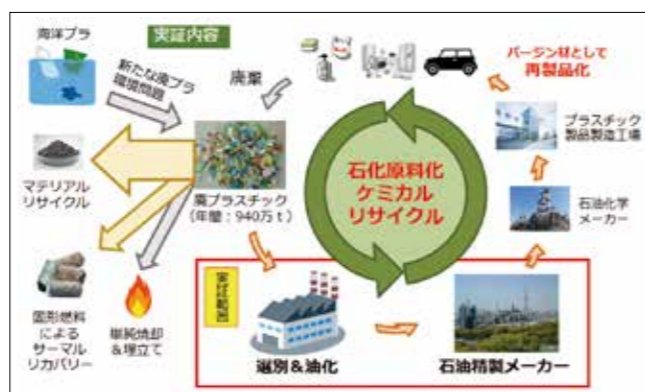 海洋プラ
実証内容
新たな廃プラ
環境問題
廃棄
バージン材として
再製品化
プラスチック
製品製造工場
石化原料化
ケミカル
リサイクル
マテリアル
リサイクル
廃プラスチック
(年間:940万t)
石油化学
メーカー
固形燃料
による
サーマル
リカバリー
単純焼却
&埋立て
実証範囲
選別&油化
石油精製メーカー